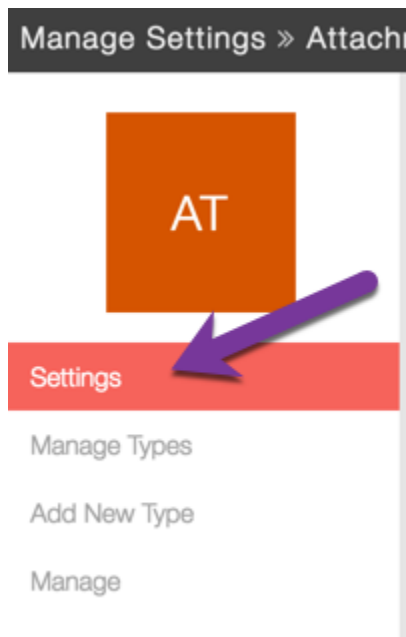 Manage Settings » Attach
AT
Settings
Manage Types
Add New Type
Manage